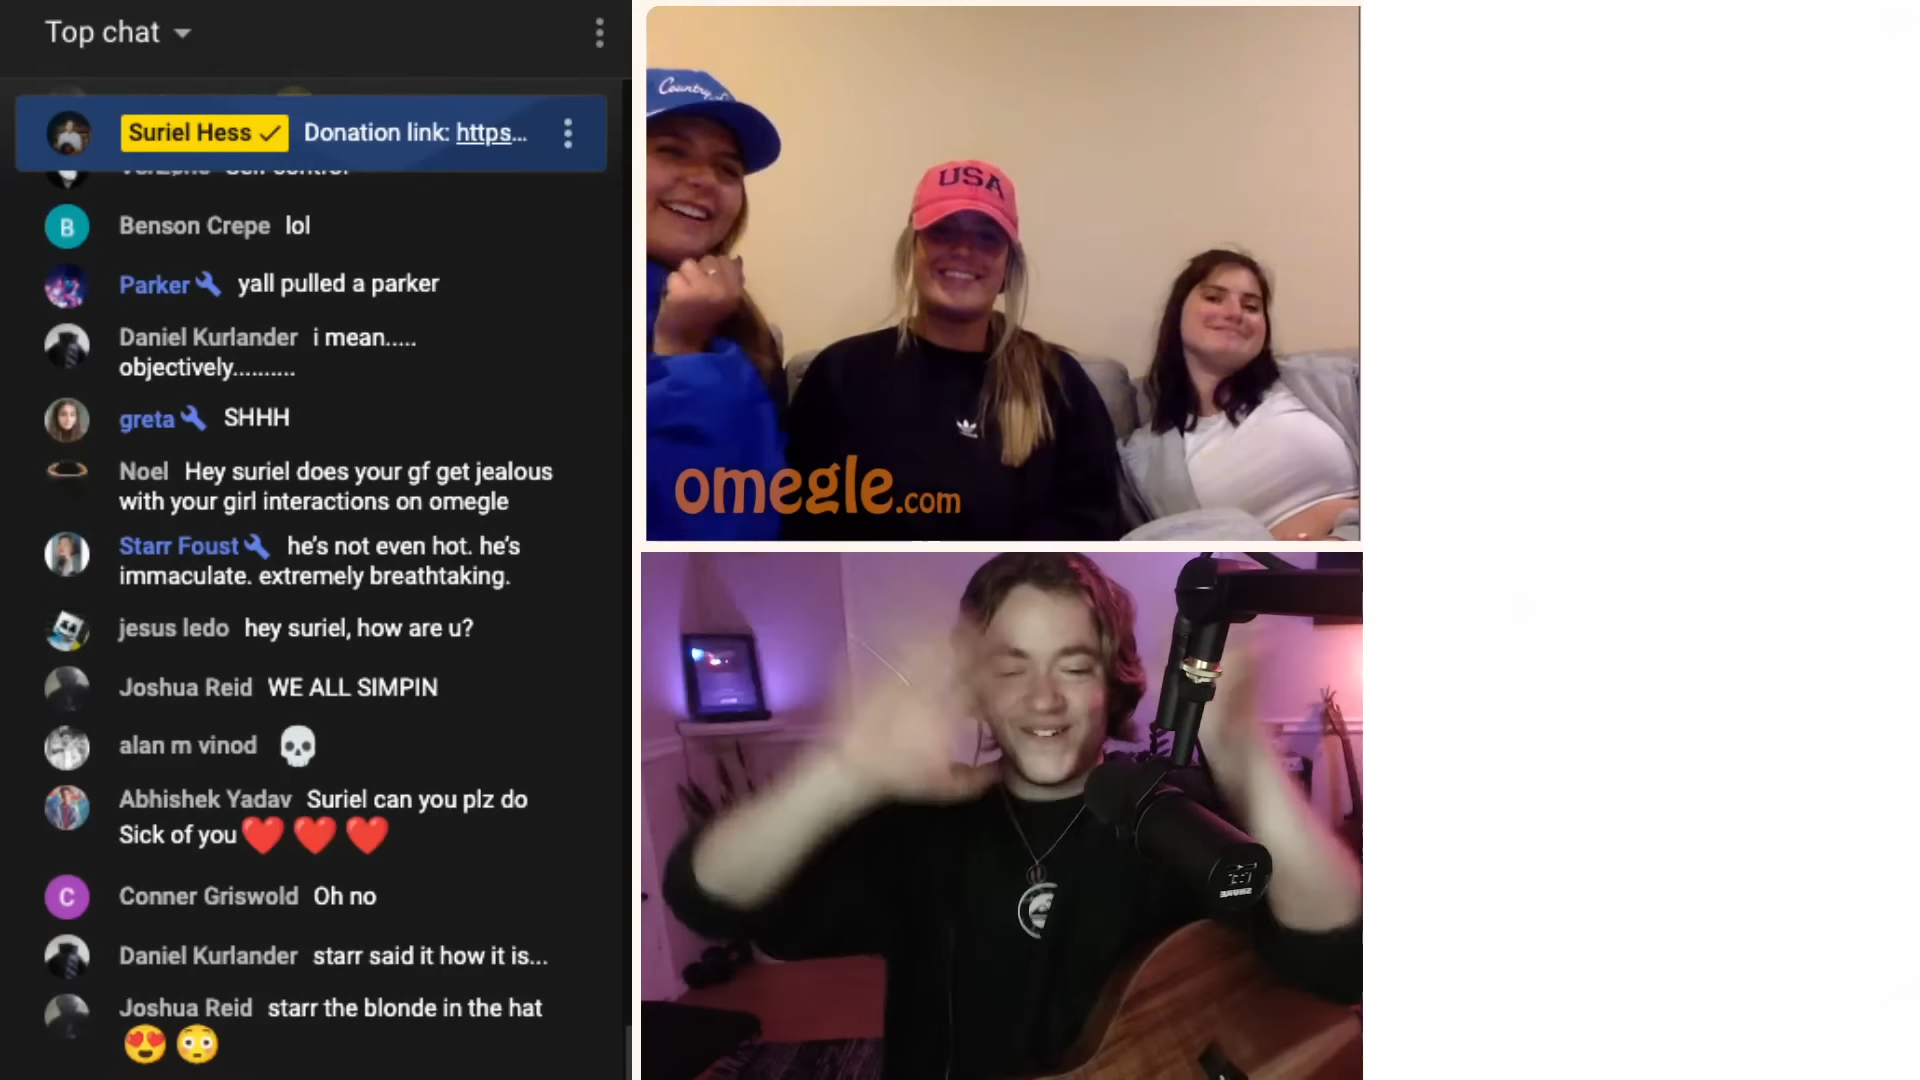 Top chat
Suriel Hess Donation link: https...
Benson Crepe lol
Parker yall pulled a parker
Daniel Kurlander i mean.....
objectively..........
greta SHHH
Noel Hey suriel does your gf get jealous
with your girl interactions on omegle
Starr Foust he's not even hot. he's
immaculate. extremely breathtaking.
jesus ledo hey suriel, how are u?
Joshua Reid WE ALL SIMPIN
alan m vinod 💀
Abhishek Yadav Suriel can you plz do
Sick of you❤️❤️❤️
B
C
Conner Griswold Oh no
Daniel Kurlander starr said it how it is...
Joshua Reid starr the blonde in the hat
😍😳
Country
USA
omegle.com
SHURE